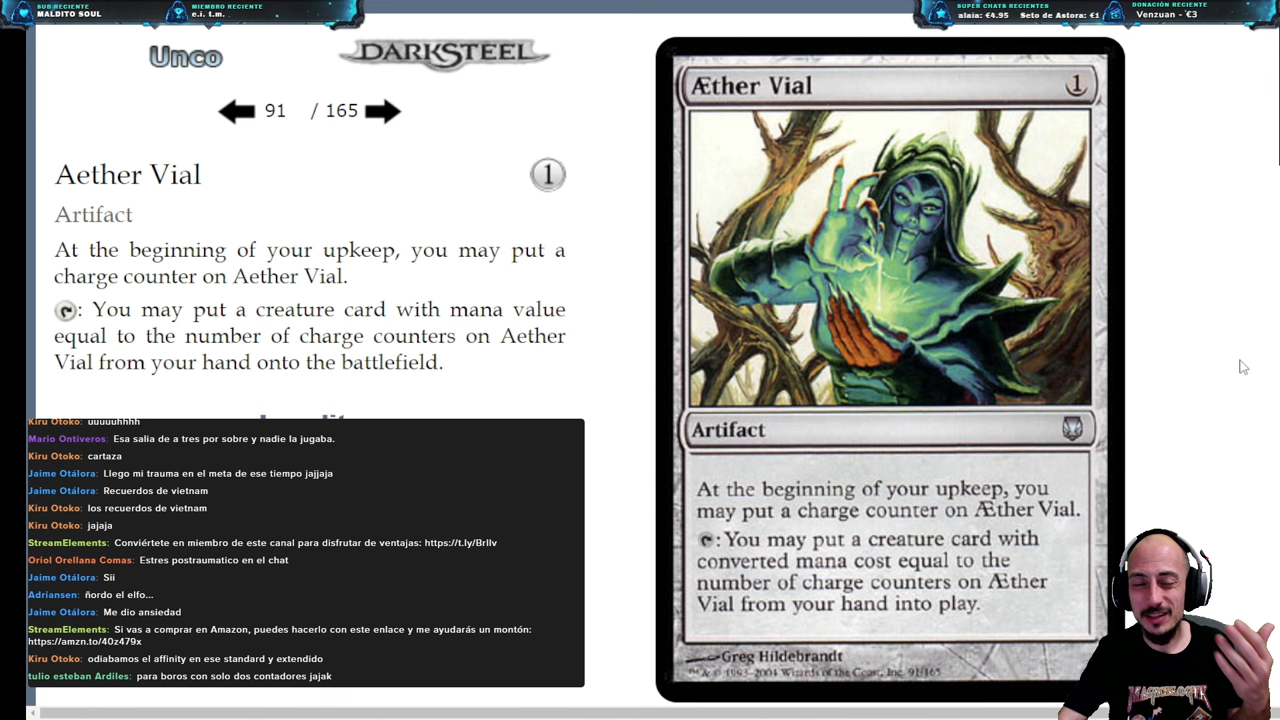 SUB RECIENTE
MALDITO SOUL
MIEMBRO RECIENTE
e.i. t.m.
SUPER CHATS RECIENTES
alaia: €4.95 Seto de Astora: €1
DONACIÓN RECIENTE
Venzuan - €3
Unco
DARKSTEEL
91 / 165
Aether Vial 1
Artifact
At the beginning of your upkeep, you may put a
charge counter on Aether Vial.
: You may put a creature card with mana value
equal to the number of charge counters on Aether
Vial from your hand onto the battlefield.
Kiru Otoko: uuuuuhhhh
Mario Ontiveros: Esa salia de a tres por sobre y nadie la jugaba.
Kiru Otoko: cartaza
Jaime Otálora: Llego mi trauma en el meta de ese tiempo jajjaja
Jaime Otálora: Recuerdos de vietnam
Kiru Otoko: los recuerdos de vietnam
Kiru Otoko: jajaja
StreamElements: Conviértete en miembro de este canal para disfrutar de ventajas: https://t.ly/BrlIv
Oriol Orellana Comas: Estres postraumatico en el chat
Jaime Otálora: Sii
Adriansen: ñordo el elfo...
Jaime Otálora: Me dio ansiedad
StreamElements: Si vas a comprar en Amazon, puedes hacerlo con este enlace y me ayudarás un montón:
https://amzn.to/40z479x
Kiru Otoko: odiabamos el affinity en ese standard y extendido
tulio esteban Ardiles: para boros con solo dos contadores jajak
Æther Vial 1
Artifact
At the beginning of your upkeep, you
may put a charge counter on Æther Vial.
: You may put a creature card with
converted mana cost equal to the
number of charge counters on Æther
Vial from your hand into play.
Greg Hildebrandt
™ & © 1993–2004 Wizards of the Coast, Inc. 91/165